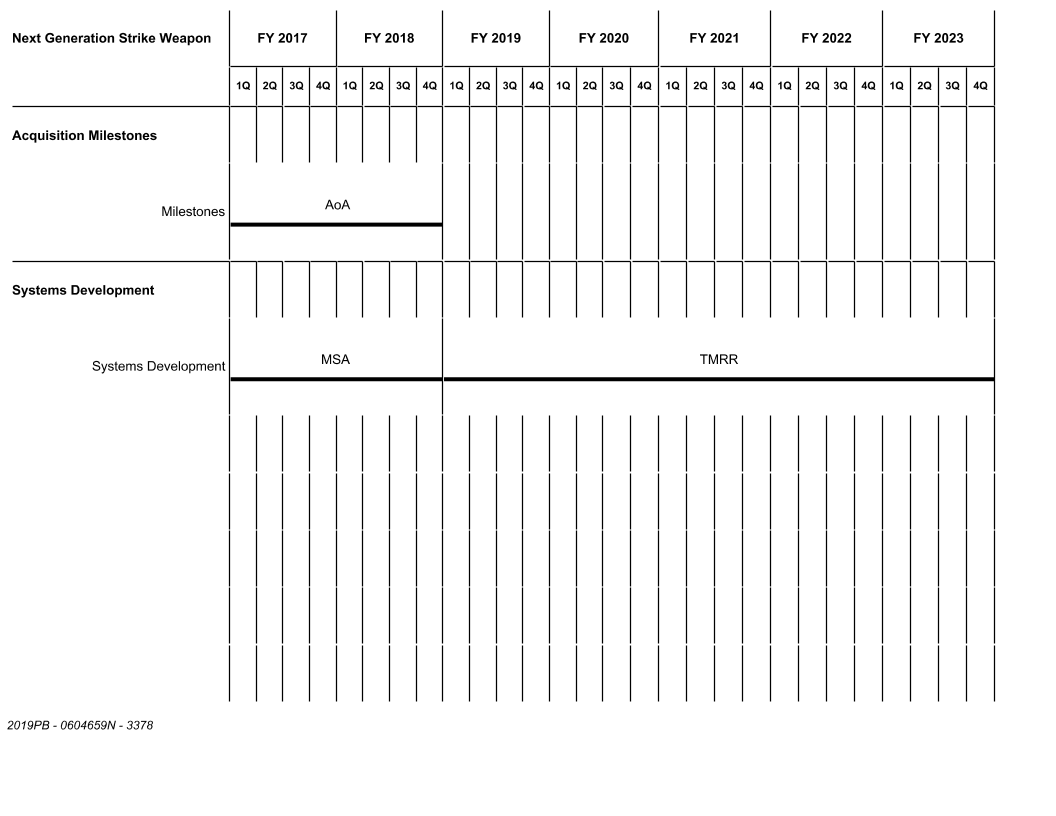 Next Generation Strike Weapon FY 2017 FY 2018 FY 2019 FY 2020 FY 2021 FY 2022 FY 2023
1Q 2Q 3Q 4Q 1Q 2Q 3Q 4Q 1Q 2Q 3Q 4Q 1Q 2Q 3Q 4Q 1Q 2Q 3Q 4Q 1Q 2Q 3Q 4Q 1Q 2Q 3Q 4Q
Acquisition Milestones
AoA
Milestones
Systems Development
MSA TMRR
Systems Development
2019PB - 0604659N - 3378